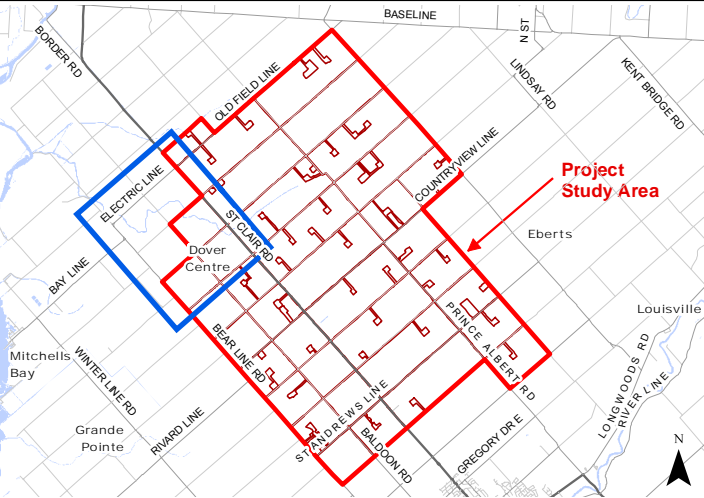 BASELINE
N ST
BORDER RD
LINDSAY RD
KENT BRIDGE RD
OLD FIELD LINE
COUNTRYVIEW LINE
Project
Study Area
ELECTRIC LINE
ST CLAIR RD
Eberts
Dover
Centre
BAY LINE
Louisville
PRINCE ALBERT RD
BEAR LINE RD
Mitchells
Bay
WINTER LINE RD
LONGWOODS RD
RIVER LINE
ST ANDREWS LINE
Grande
Pointe
RIVARD LINE
BALDOON RD
GREGORY DR E
N